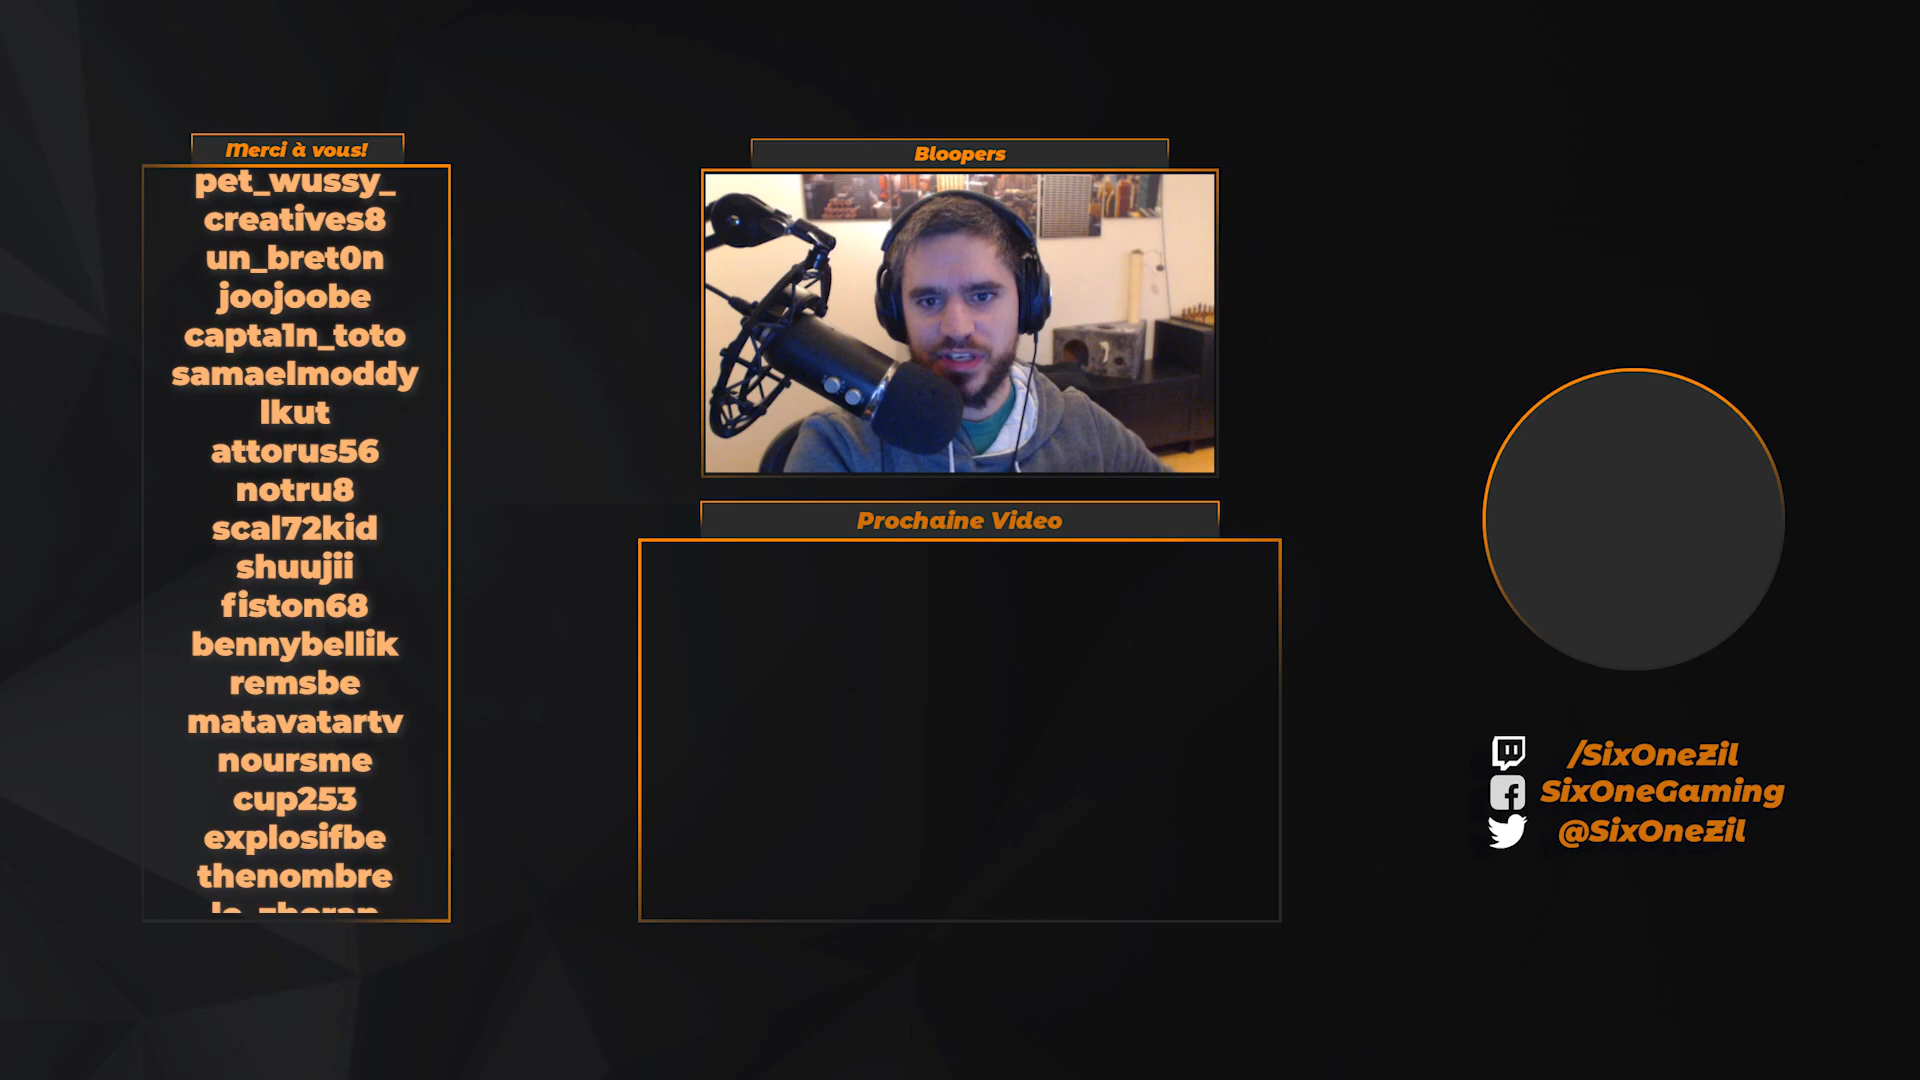 Merci à vous!
pet_wussy_
creatives8
un_bret0n
joojoobe
capta1n_toto
samaelmoddy
lkut
attorus56
notru8
scal72kid
shuujii
fiston68
bennybellik
remsbe
matavatartv
noursme
cup253
explosifbe
thenombre
Bloopers
Prochaine Video
/SixOneZil
SixOneGaming
@SixOneZil